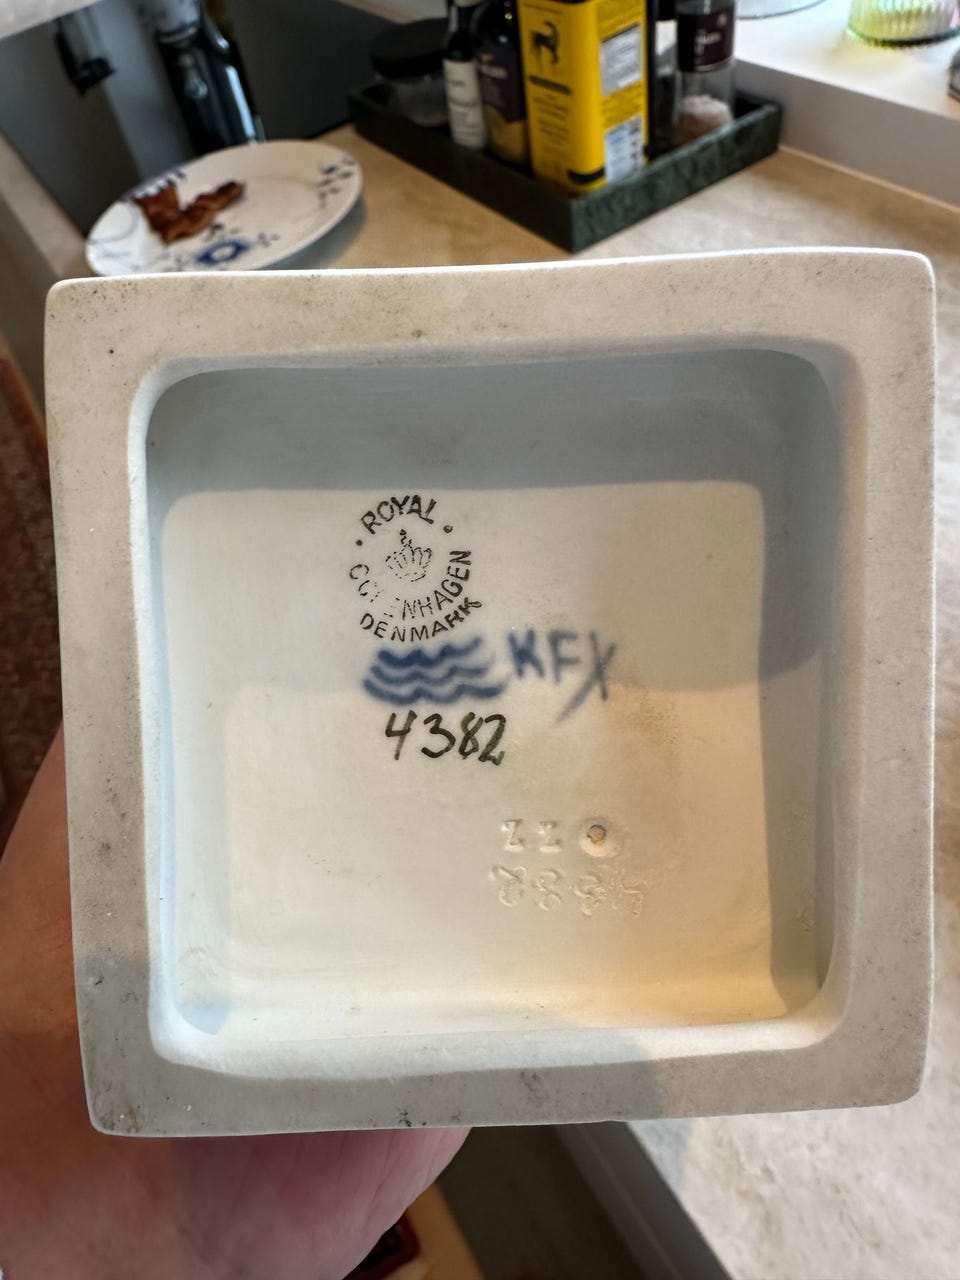 ROYAL
COPENHAGEN
DENMARK
KFX
4382